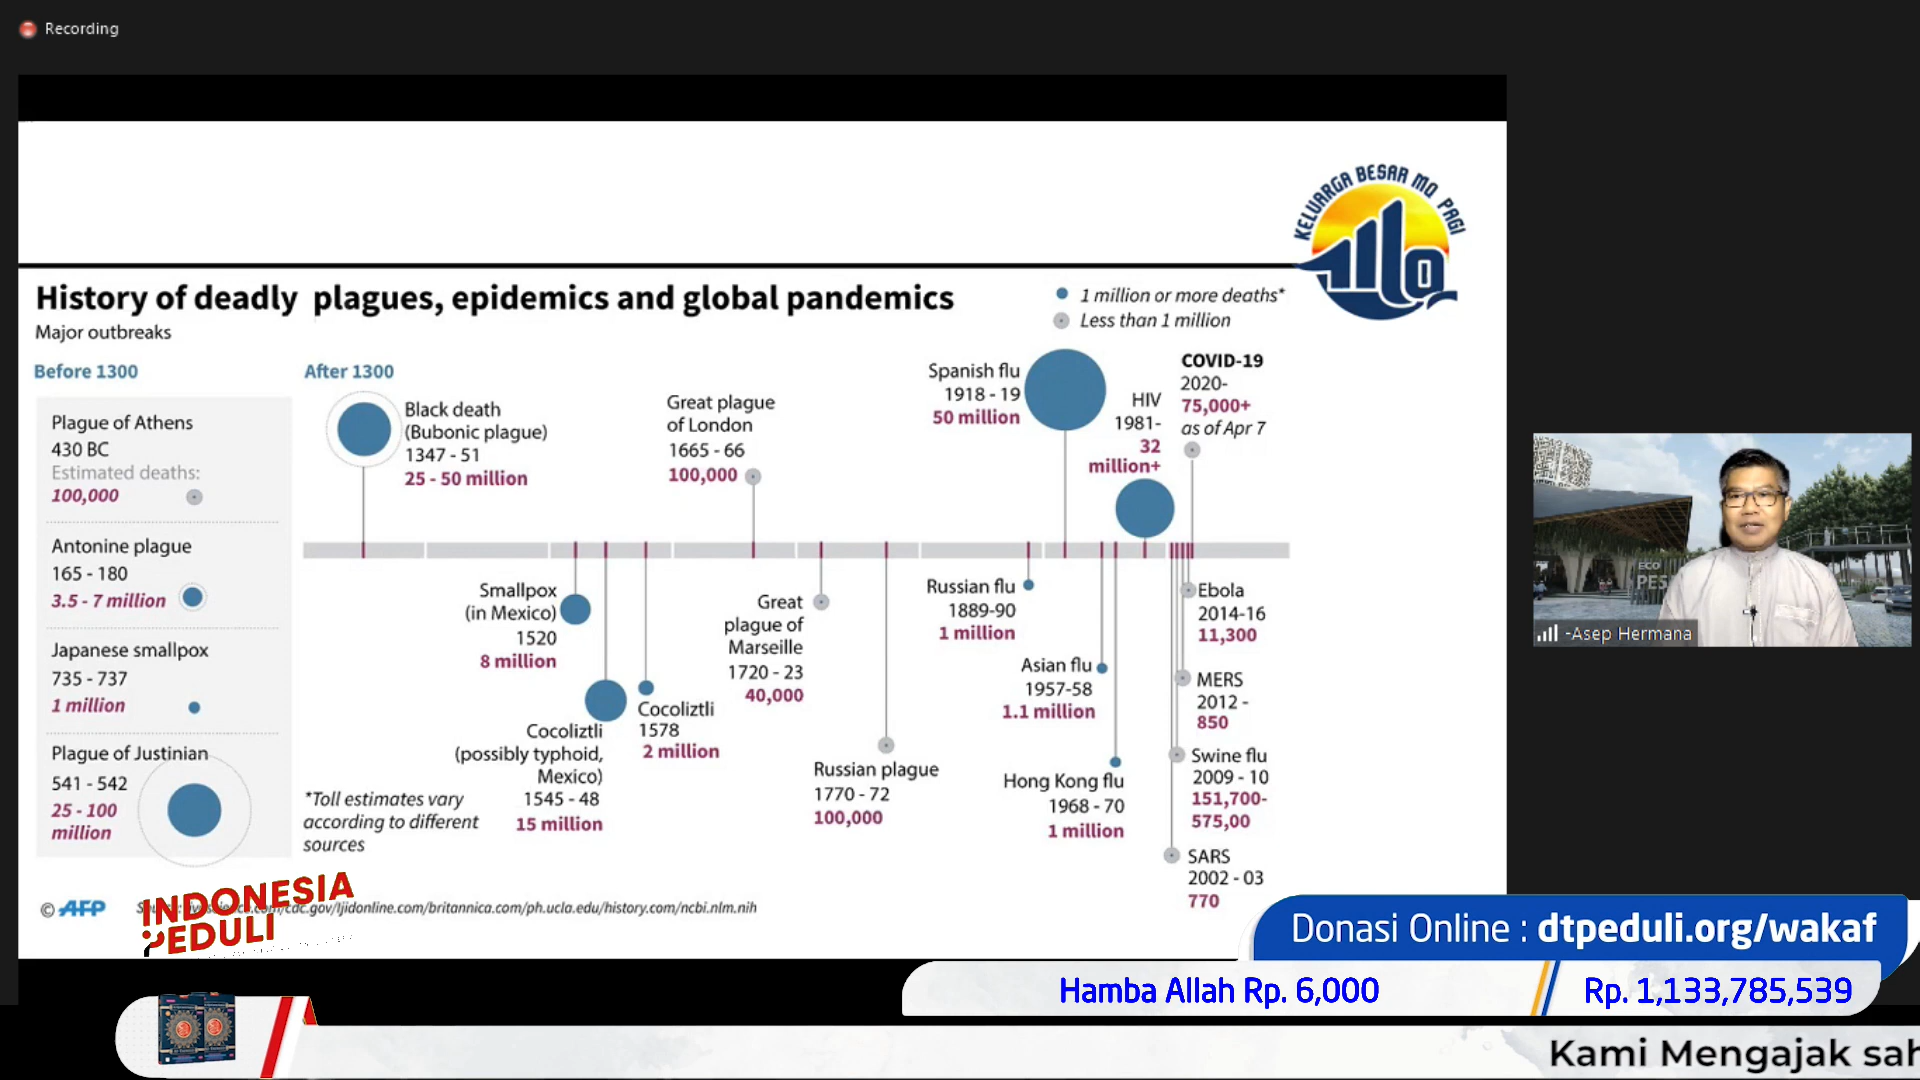 Recording
KELUARGA BESAR MQ PAGI
History of deadly plagues, epidemics and global pandemics
Major outbreaks
1 million or more deaths*
Less than 1 million
Before 1300
Plague of Athens
430 BC
Estimated deaths:
100,000
Antonine plague
165 - 180
3.5 - 7 million
Japanese smallpox
735 - 737
1 million
Plague of Justinian
541 - 542
25 - 100
million
After 1300
Black death
(Bubonic plague)
1347 - 51
25 - 50 million
Great plague
of London
1665 - 66
100,000
Spanish flu
1918 - 19
50 million
HIV
1981-
32
million+
COVID-19
2020-
75,000+
as of Apr 7
Smallpox
(in Mexico)
1520
8 million
Cocoliztli
(possibly typhoid,
Mexico)
1545 - 48
15 million
Cocoliztli
1578
2 million
Great
plague of
Marseille
1720 - 23
40,000
Russian plague
1770 - 72
100,000
Russian flu
1889-90
1 million
Asian flu
1957-58
1.1 million
Hong Kong flu
1968 - 70
1 million
Ebola
2014-16
11,300
MERS
2012 -
850
Swine flu
2009 - 10
151,700-
575,00
SARS
2002 - 03
770
*Toll estimates vary
according to different
sources
© AFP
/cdc.gov/ljidonline.com/britannica.com/ph.ucla.edu/history.com/ncbi.nlm.nih
INDONESIA
PEDULI
ECO
PES
-Asep Hermana
Donasi Online : dtpeduli.org/wakaf
Hamba Allah Rp. 6,000
Rp. 1,133,785,539
Kami Mengajak sah